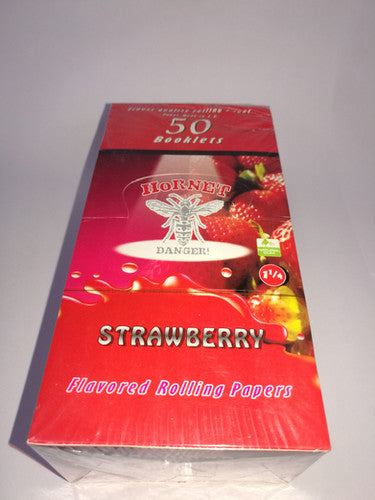 50
Booklets
HORNET
DANGER!
1 1/4
STRAWBERRY
Flavored Rolling Papers